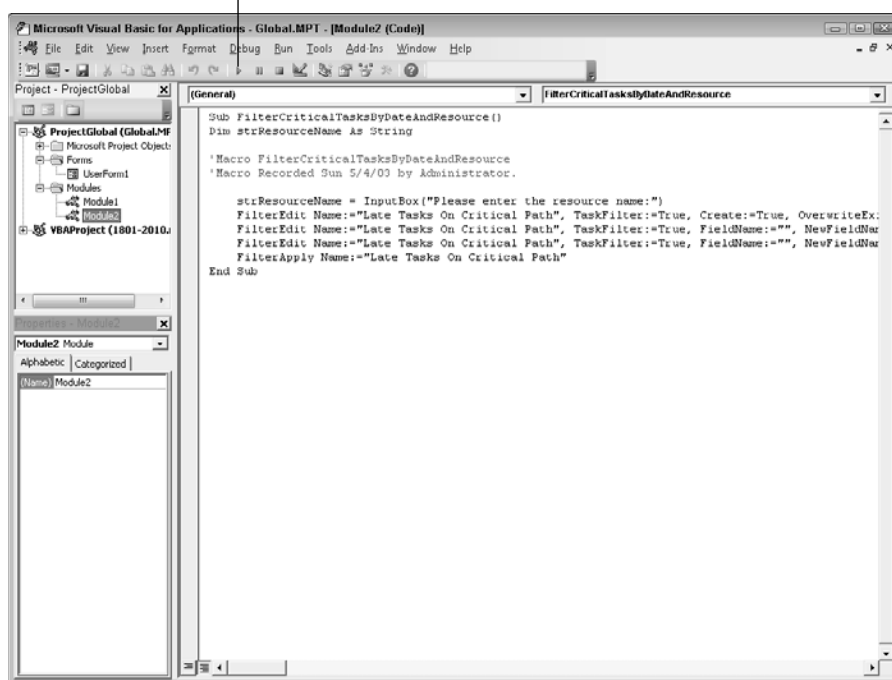 Microsoft Visual Basic for Applications - Global.MPT - [Module2 (Code)]
File Edit View Insert Format Debug Run Tools Add-Ins Window Help
Project - ProjectGlobal
ProjectGlobal (Global.MP
Microsoft Project Objects
Forms
UserForm1
Modules
Module1
Module2
VBAProject (1801-2010.
Properties - Module2
Module2 Module
Alphabetic Categorized
(Name) Module2
(General) FilterCriticalTasksByDateAndResource
Sub FilterCriticalTasksByDateAndResource()
Dim strResourceName As String
'Macro FilterCriticalTasksByDateAndResource
'Macro Recorded Sun 5/4/03 by Administrator.
strResourceName = InputBox("Please enter the resource name:")
FilterEdit Name:="Late Tasks On Critical Path", TaskFilter:=True, Create:=True, OverwriteExi
FilterEdit Name:="Late Tasks On Critical Path", TaskFilter:=True, FieldName:="", NewFieldNam
FilterEdit Name:="Late Tasks On Critical Path", TaskFilter:=True, FieldName:="", NewFieldNam
FilterApply Name:="Late Tasks On Critical Path"
End Sub